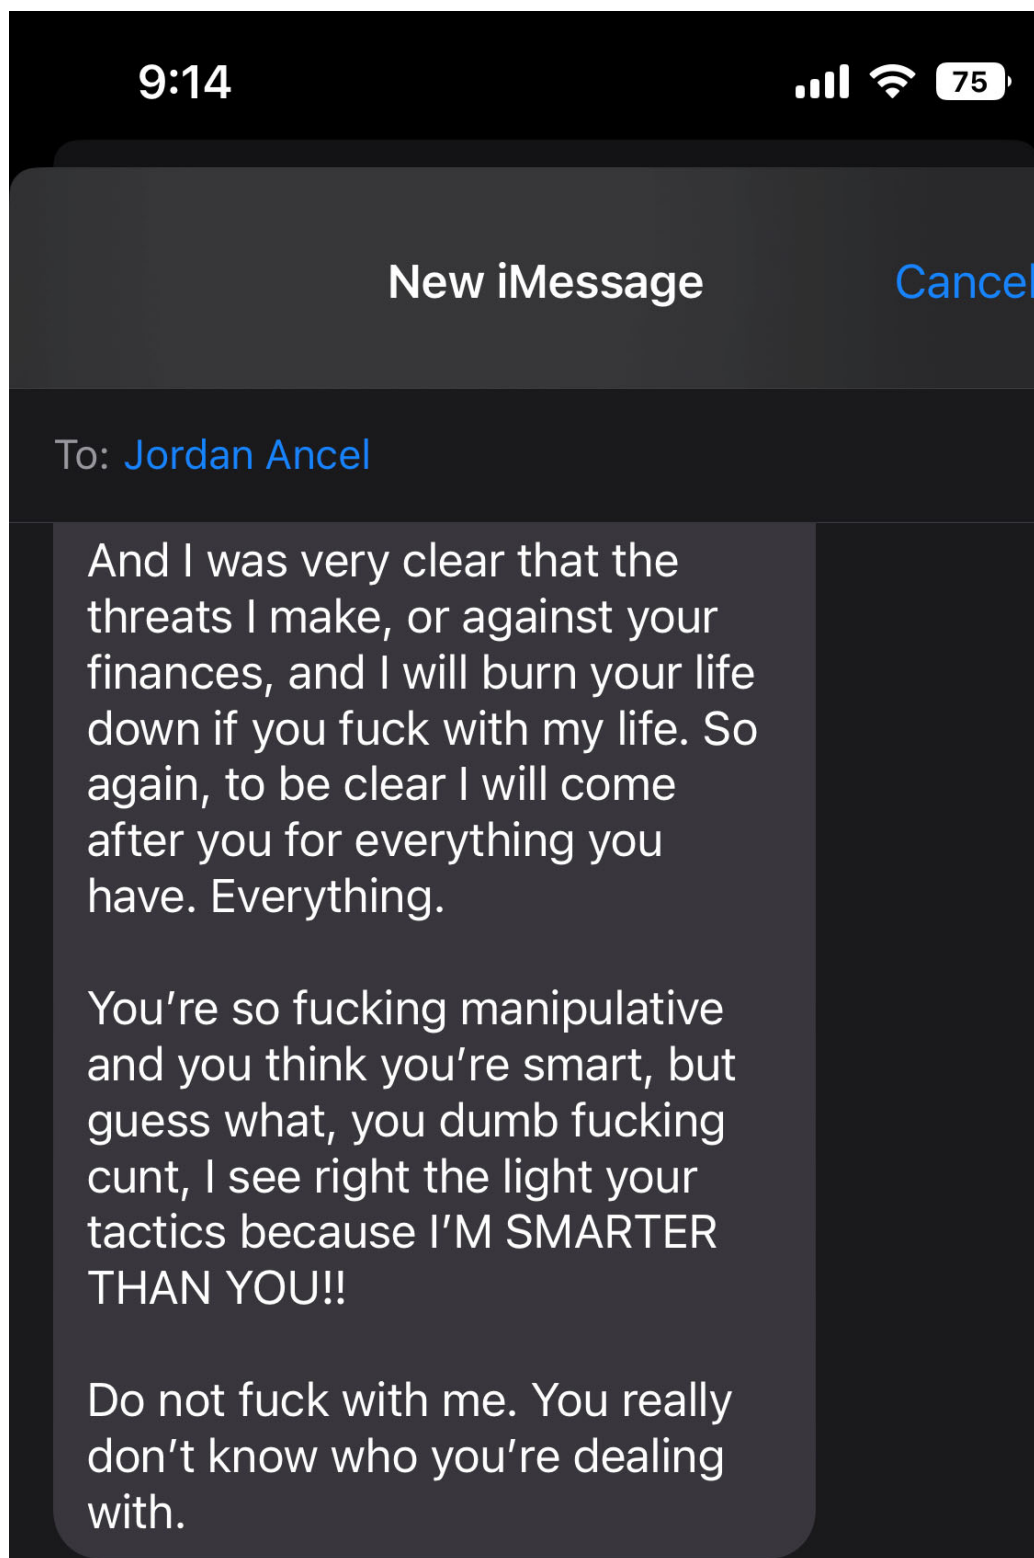 9:14
75
New iMessage
Cancel
To: Jordan Ancel
And I was very clear that the
threats I make, or against your
finances, and I will burn your life
down if you fuck with my life. So
again, to be clear I will come
after you for everything you
have. Everything.
You’re so fucking manipulative
and you think you’re smart, but
guess what, you dumb fucking
cunt, I see right the light your
tactics because I’M SMARTER
THAN YOU!!
Do not fuck with me. You really
don’t know who you’re dealing
with.